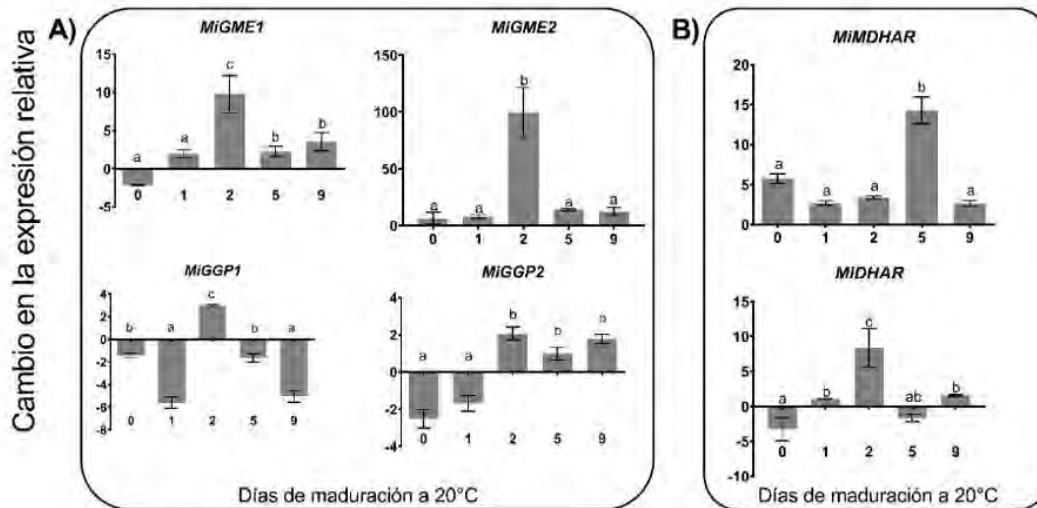 Cambio en la expresión relativa
A)
MiGME1
15
10
5
0
-5
a
a
c
b
b
0 1 2 5 9
MiGME2
150
100
50
0
a
a
b
a
a
0 1 2 5 9
MiGGP1
4
2
0
-2
-4
-6
-8
b
a
c
b
a
0 1 2 5 9
MiGGP2
4
2
0
-2
-4
a
a
b
b
b
0 1 2 5 9
Días de maduración a 20°C
B)
MiMDHAR
20
15
10
5
0
a
a
a
b
a
0 1 2 5 9
MiDHAR
15
10
5
0
-5
-10
a
b
c
ab
b
0 1 2 5 9
Días de maduración a 20°C